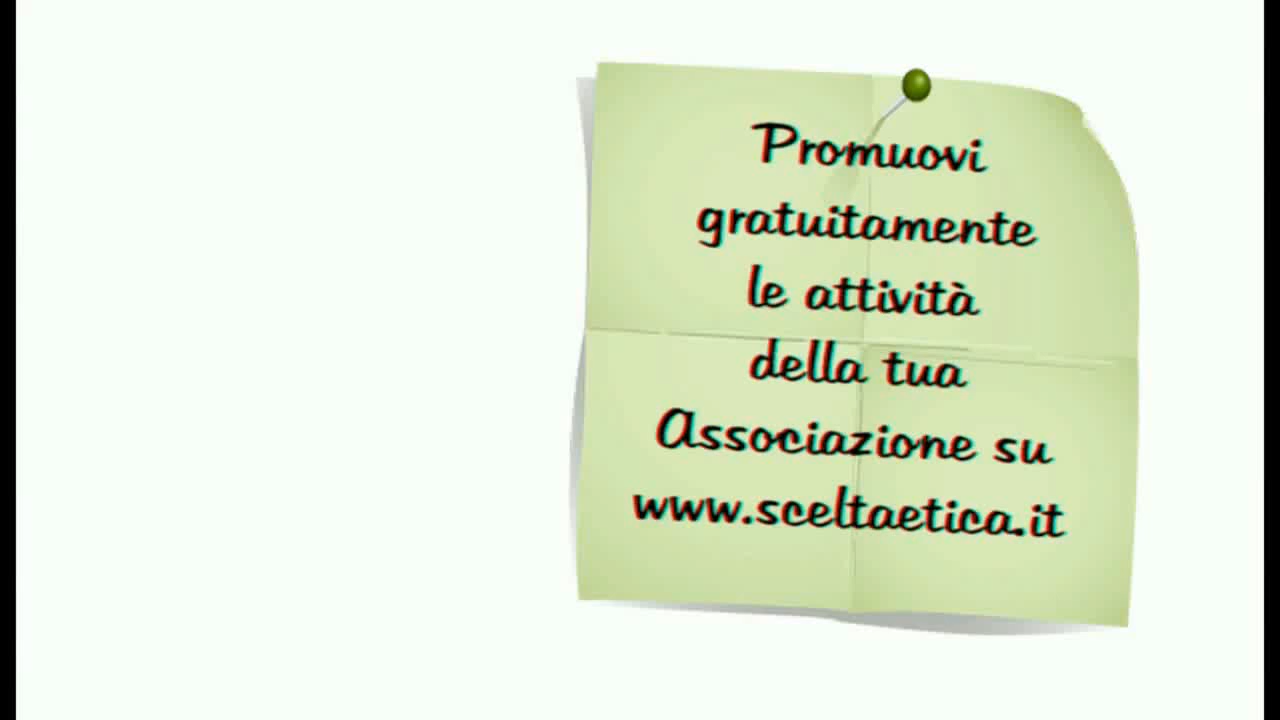 Promuovi
gratuitamente
le attività
della tua
Associazione su
www.sceltaetica.it